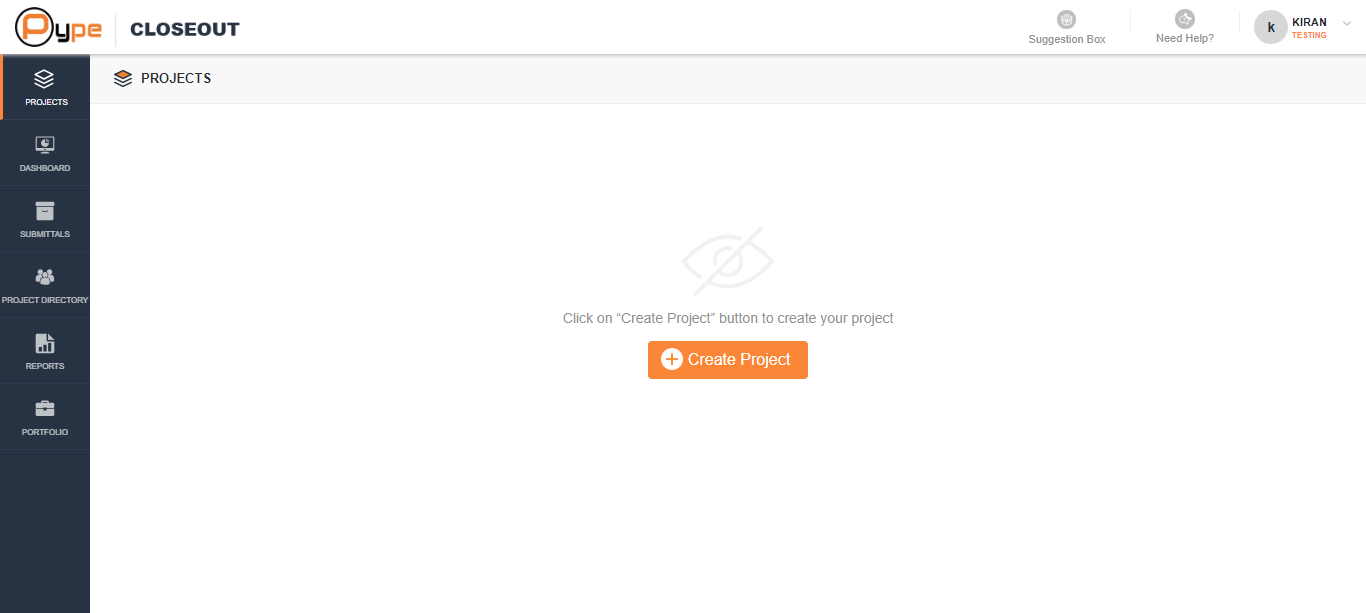 Pype
CLOSEOUT
Suggestion Box
Need Help?
k
KIRAN
TESTING
PROJECTS
PROJECTS
DASHBOARD
SUBMITTALS
PROJECT DIRECTORY
REPORTS
PORTFOLIO
Click on “Create Project” button to create your project
Create Project